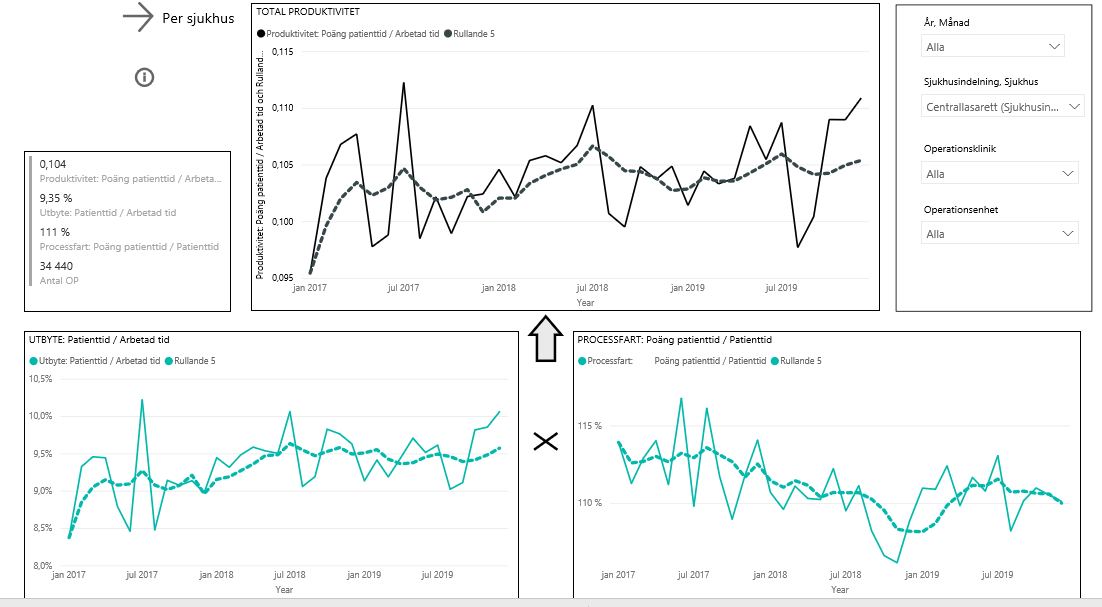 Per sjukhus
0,104
Produktivitet: Poäng patienttid / Arbeta...
9,35 %
Utbyte: Patienttid / Arbetad tid
111 %
Processfart: Poäng patienttid / Patienttid
34 440
Antal OP
TOTAL PRODUKTIVITET
Produktivitet: Poäng patienttid / Arbetad tid Rullande 5
Produktivitet: Poäng patienttid / Arbetad tid och Rulland...
0,115
0,110
0,105
0,100
0,095
jan 2017 jul 2017 jan 2018 jul 2018 jan 2019 jul 2019
Year
År, Månad
Alla
Sjukhusindelning, Sjukhus
Centrallasarett (Sjukhusin...
Operationsklinik
Alla
Operationsenhet
Alla
UTBYTE: Patienttid / Arbetad tid
Utbyte: Patienttid / Arbetad tid Rullande 5
10,5%
10,0%
9,5%
9,0%
8,5%
8,0%
jan 2017 jul 2017 jan 2018 jul 2018 jan 2019 jul 2019
Year
PROCESSFART: Poäng patienttid / Patienttid
Processfart: Poäng patienttid / Patienttid Rullande 5
115 %
110 %
jan 2017 jul 2017 jan 2018 jul 2018 jan 2019 jul 2019
Year